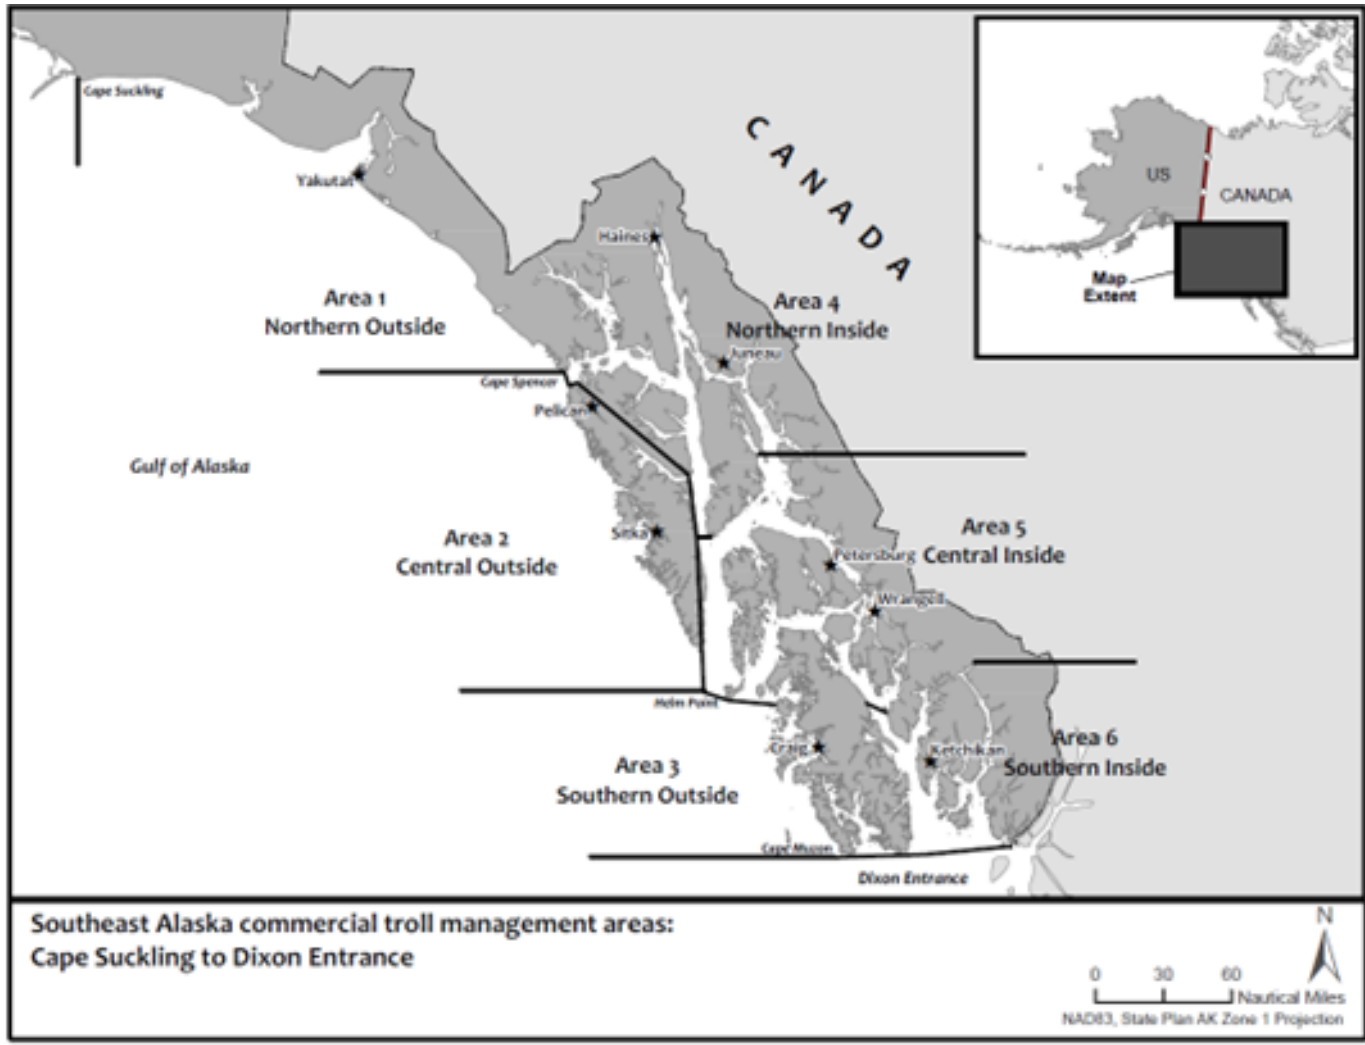 Cape Suckling
Yakutat
Haines
CANADA
US
CANADA
Map
Extent
Area 1
Northern Outside
Area 4
Northern Inside
Juneau
Cape Spencer
Pelican
Gulf of Alaska
Area 2
Central Outside
Sitka
Area 5
Central Inside
Petersburg
Wrangell
Helm Point
Area 3
Southern Outside
Craig
Ketchikan
Area 6
Southern Inside
Cape Muzon
Dixon Entrance
Southeast Alaska commercial troll management areas:
Cape Suckling to Dixon Entrance
N
0 30 60
Nautical Miles
NAD83, State Plan AK Zone 1 Projection